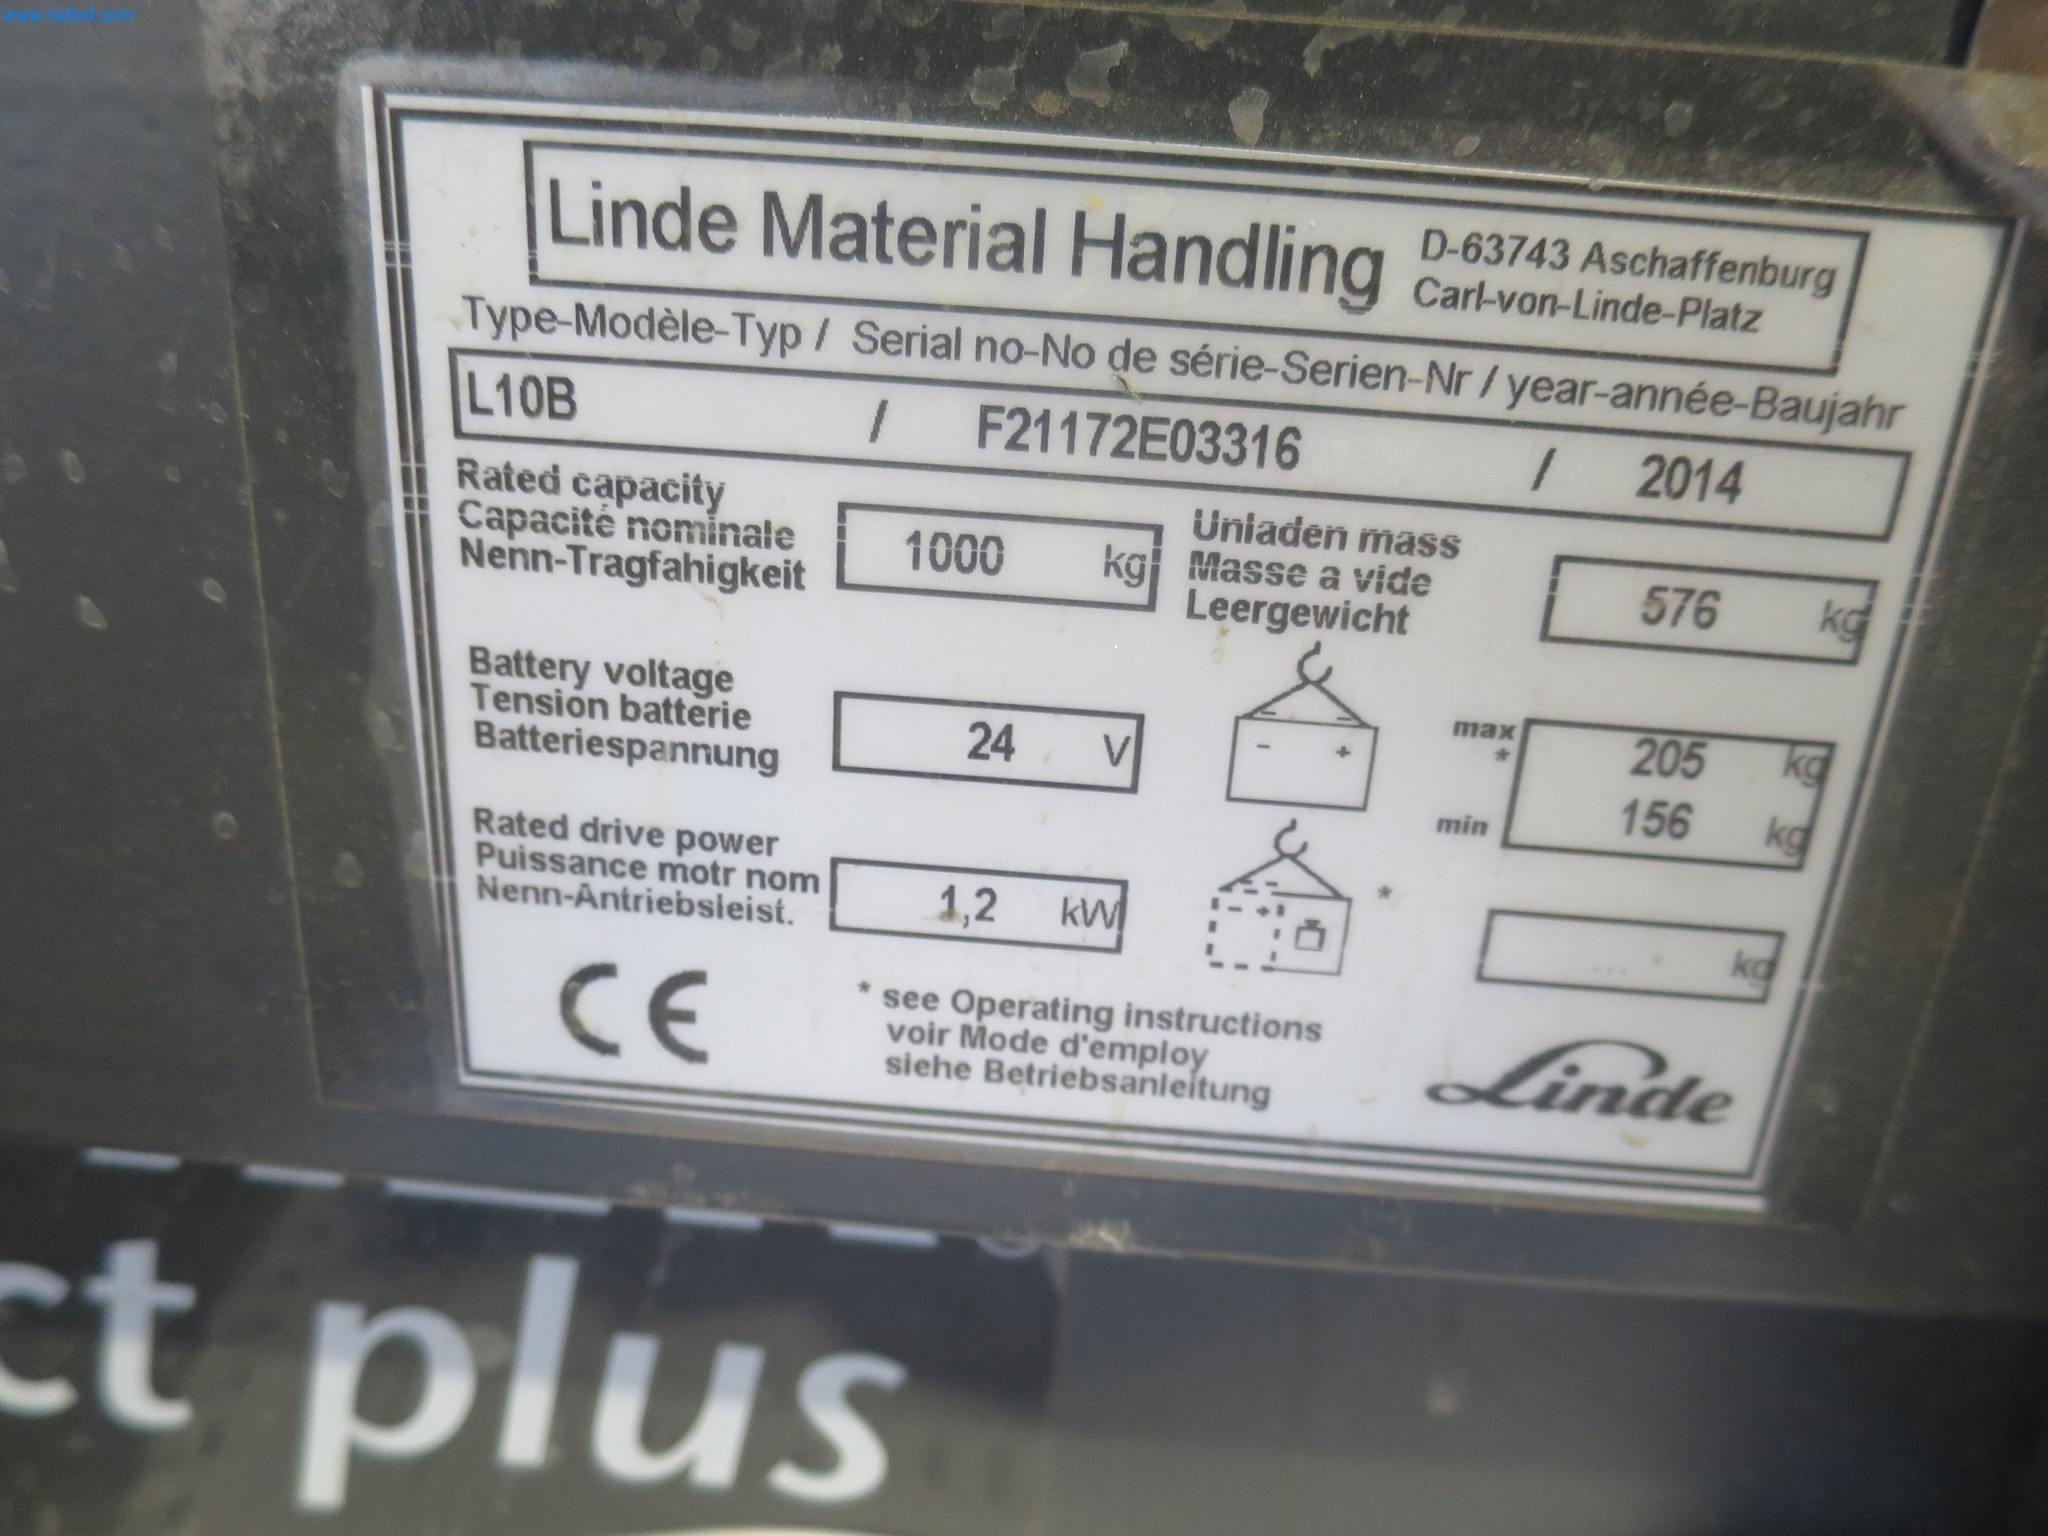 www.netbid.com
Linde Material Handling
D-63743 Aschaffenburg
Carl-von-Linde-Platz
Type-Modèle-Typ / Serial no-No de série-Serien-Nr / year-année-Baujahr
L10B / F21172E03316 / 2014
Rated capacity
Capacité nominale
Nenn-Tragfahigkeit
1000 kg
Unladen mass
Masse a vide
Leergewicht
576 kg
Battery voltage
Tension batterie
Batteriespannung
24 V
- +
max
*
205 kg
min
156 kg
Rated drive power
Puissance motr nom
Nenn-Antriebsleist.
1,2 kW
- +
*
kg
CE
* see Operating instructions
voir Mode d'employ
siehe Betriebsanleitung
Linde
ct plus